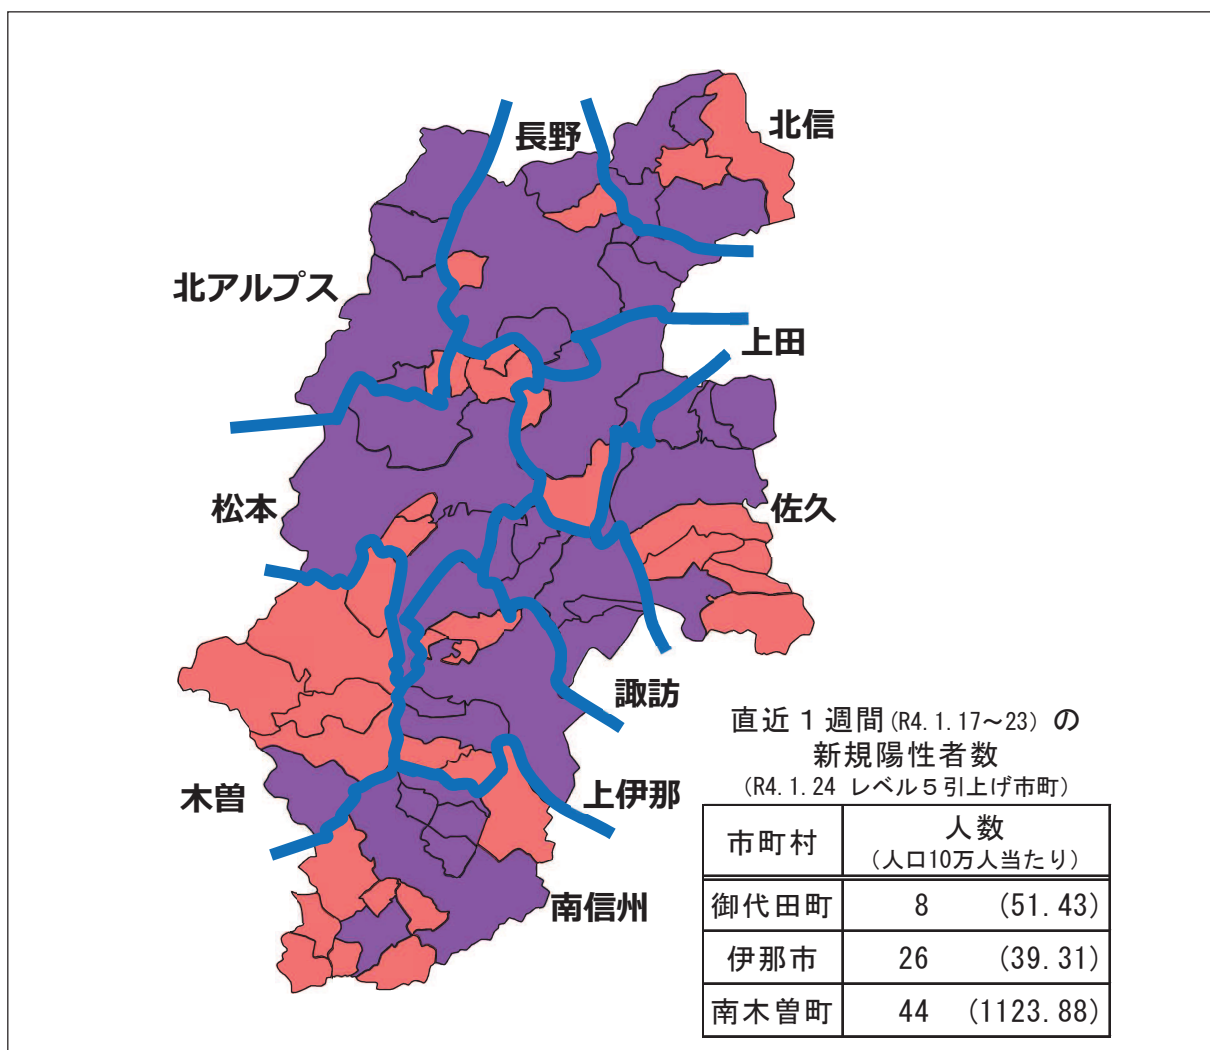 北信
長野
北アルプス
上田
松本
佐久
諏訪
木曽
上伊那
南信州
直近１週間(R4.1.17～23) の
新規陽性者数
(R4.1.24 レベル５引上げ市町)
市町村 人数
(人口10万人当たり)
御代田町 8 (51.43)
伊那市 26 (39.31)
南木曽町 44 (1123.88)